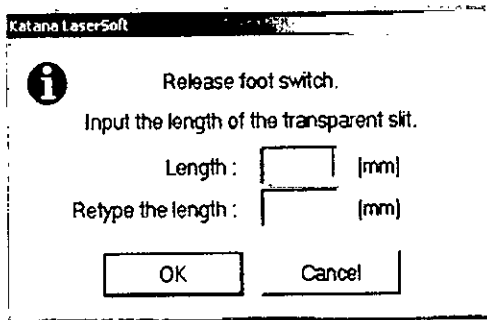 Katana LaserSoft
Release foot switch.
Input the length of the transparent slit.
Length : [mm]
Retype the length : (mm)
OK Cancel